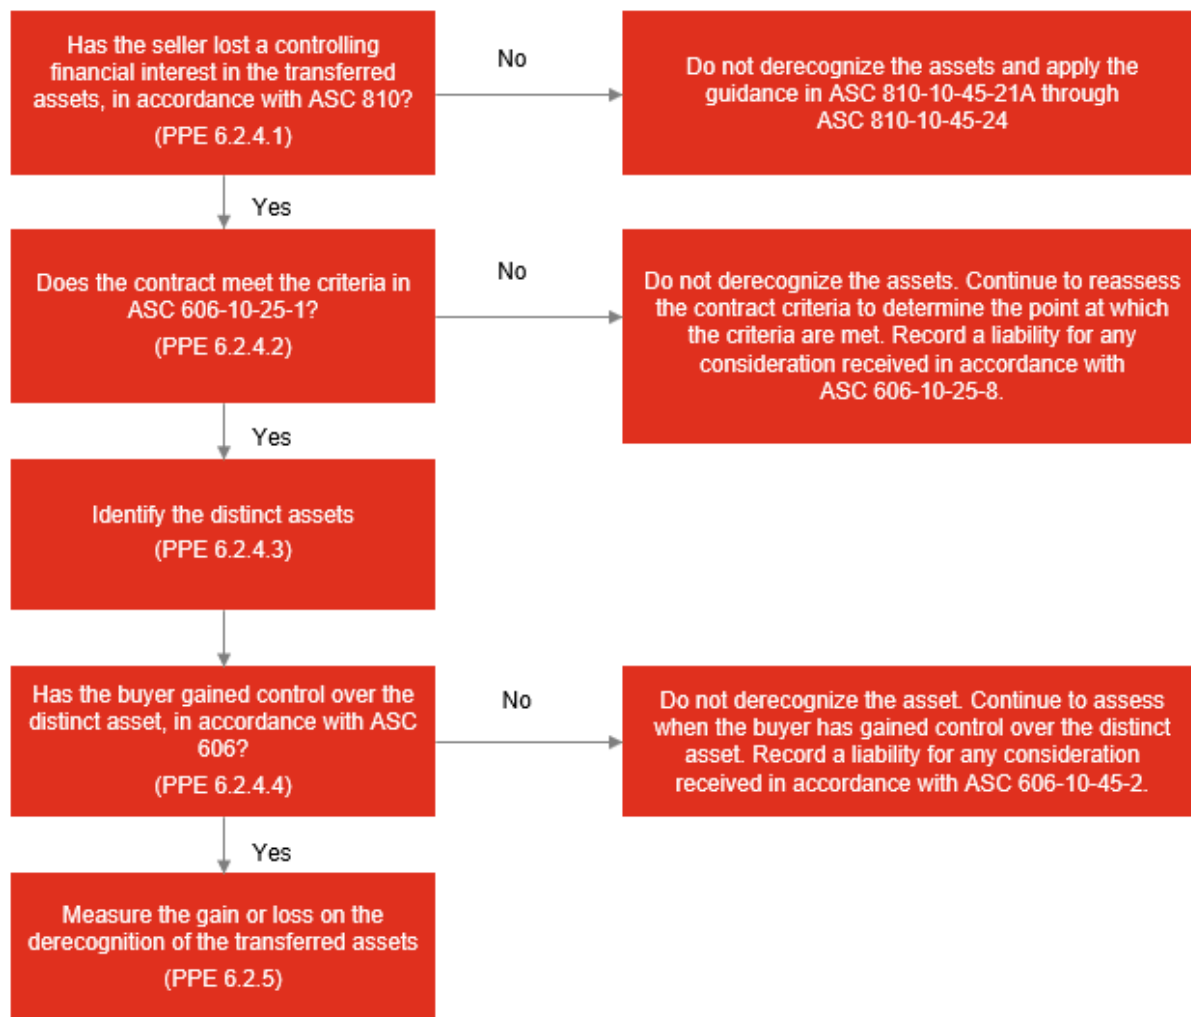 Has the seller lost a controlling
financial interest in the transferred
assets, in accordance with ASC 810?
(PPE 6.2.4.1)
No
Do not derecognize the assets and apply the
guidance in ASC 810-10-45-21A through
ASC 810-10-45-24
Yes
Does the contract meet the criteria in
ASC 606-10-25-1?
(PPE 6.2.4.2)
No
Do not derecognize the assets. Continue to reassess
the contract criteria to determine the point at which
the criteria are met. Record a liability for any
consideration received in accordance with
ASC 606-10-25-8.
Yes
Identify the distinct assets
(PPE 6.2.4.3)
Has the buyer gained control over the
distinct asset, in accordance with ASC
606?
(PPE 6.2.4.4)
No
Do not derecognize the asset. Continue to assess
when the buyer has gained control over the distinct
asset. Record a liability for any consideration
received in accordance with ASC 606-10-45-2.
Yes
Measure the gain or loss on the
derecognition of the transferred assets
(PPE 6.2.5)